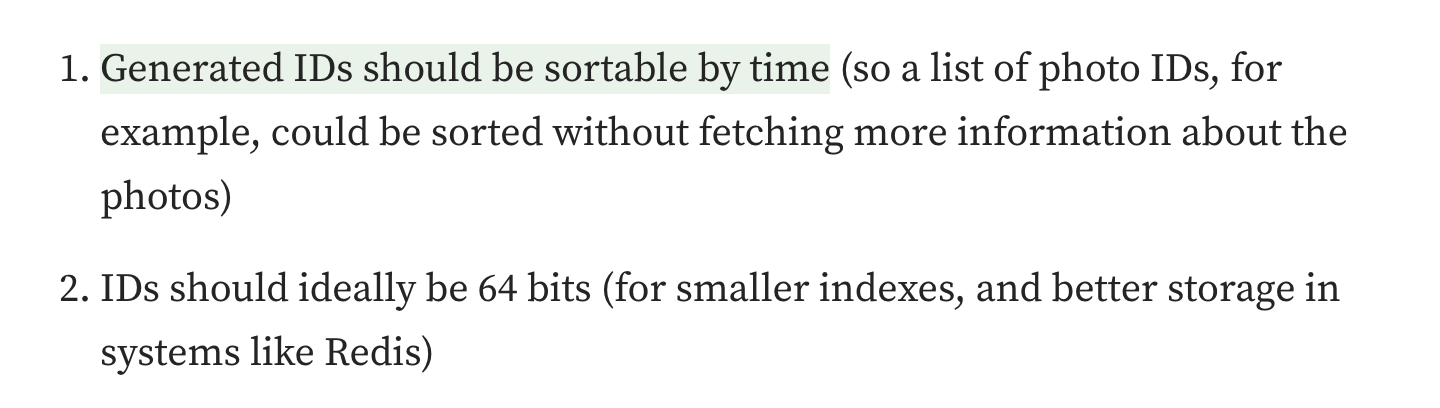 1. Generated IDs should be sortable by time (so a list of photo IDs, for
example, could be sorted without fetching more information about the
photos)
2. IDs should ideally be 64 bits (for smaller indexes, and better storage in
systems like Redis)